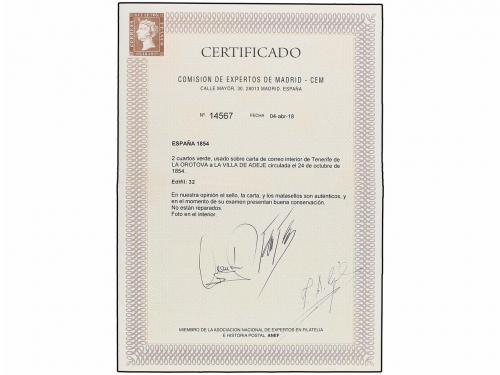 CERTIFICADO
COMISION DE EXPERTOS DE MADRID - CEM
CALLE MAYOR, 30. 28013 MADRID. ESPAÑA
Nº 14567 FECHA 04-abr-18
ESPAÑA 1854
2 cuartos verde, usado sobre carta de correo interior de Tenerife de
LA OROTOVA a LA VILLA DE ADEJE circulada el 24 de octubre de
1854.
Edifil: 32
En nuestra opinión el sello, la carta, y los matasellos son auténticos, y
en el momento de su examen presentan buena conservación.
No están reparados.
Foto en el interior.
MIEMBRO DE LA ASOCIACION NACIONAL DE EXPERTOS EN FILATELIA
E HISTORIA POSTAL ANEF